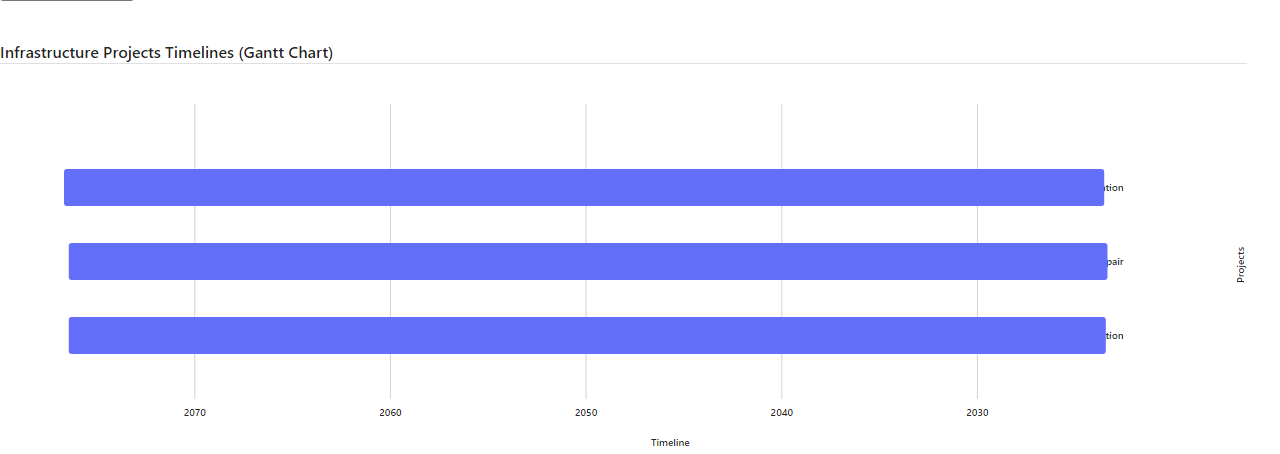 Infrastructure Projects Timelines (Gantt Chart)
tion
pair
tion
Projects
2070 2060 2050 2040 2030
Timeline